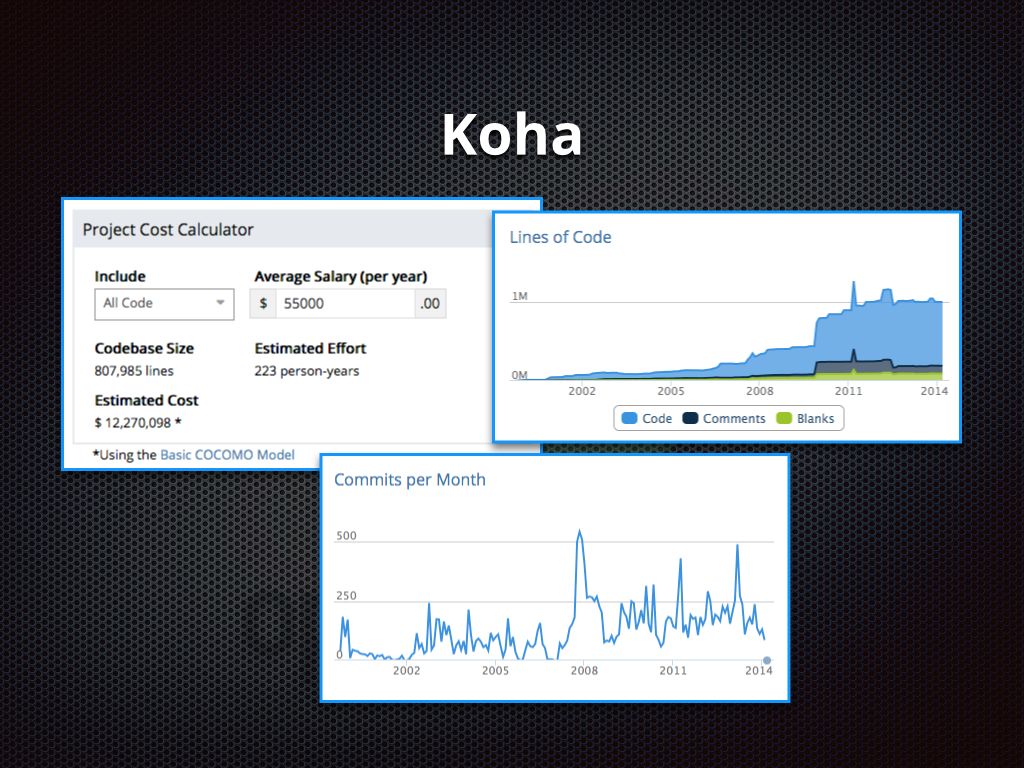 Koha
Project Cost Calculator
Include
Average Salary (per year)
All Code
$ 55000 .00
Codebase Size
Estimated Effort
807,985 lines
223 person-years
Estimated Cost
$ 12,270,098 *
*Using the Basic COCOMO Model
Lines of Code
1M
0M
2002 2005 2008 2011 2014
Code Comments Blanks
Commits per Month
500
250
0
2002 2005 2008 2011 2014